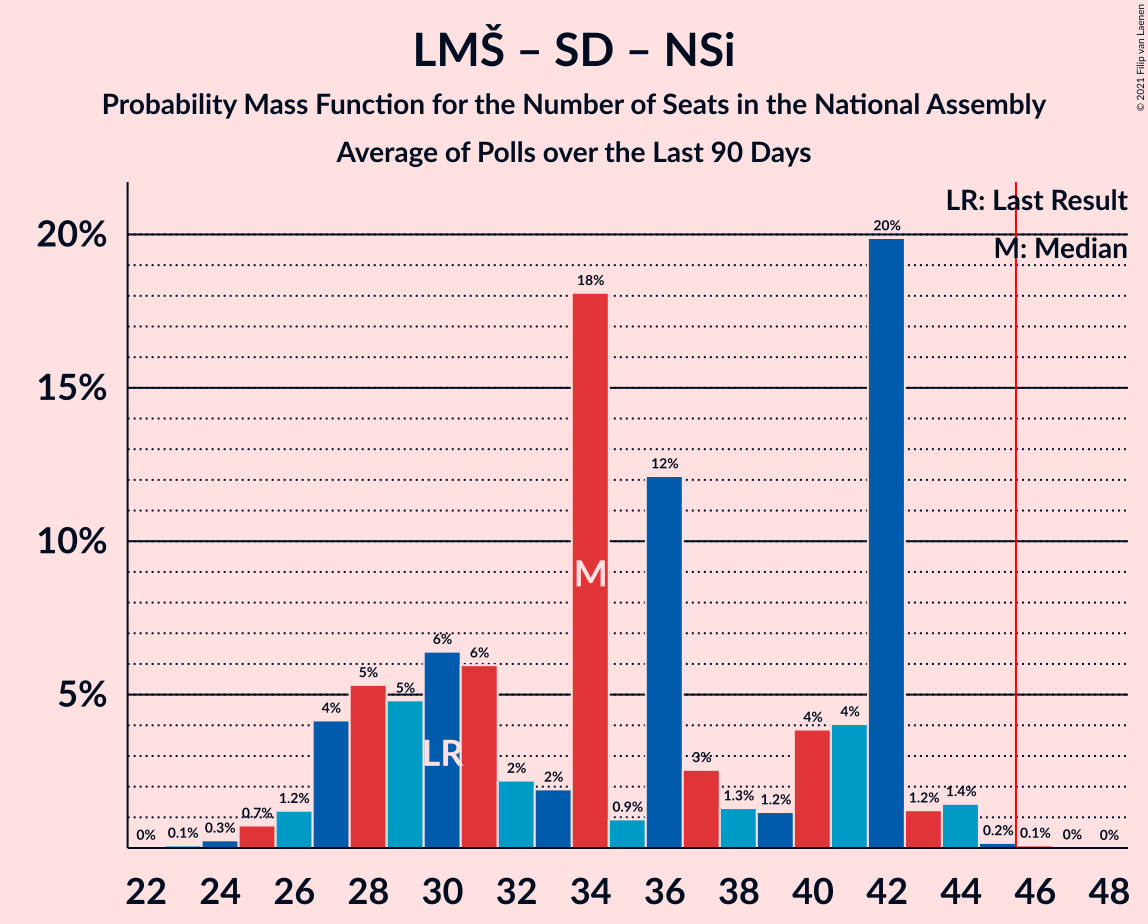 LMŠ – SD – NSi
Probability Mass Function for the Number of Seats in the National Assembly
Average of Polls over the Last 90 Days
© 2021 Filip van Laenen
LR: Last Result
M: Median
20%
15%
10%
5%
0% 0.1% 0.3% 0.7% 1.2% 4% 5% 5% 6% 6% 2% 2% 18% 0.9% 12% 3% 1.3% 1.2% 4% 4% 20% 1.2% 1.4% 0.2% 0.1% 0% 0%
M
LR
22 24 26 28 30 32 34 36 38 40 42 44 46 48